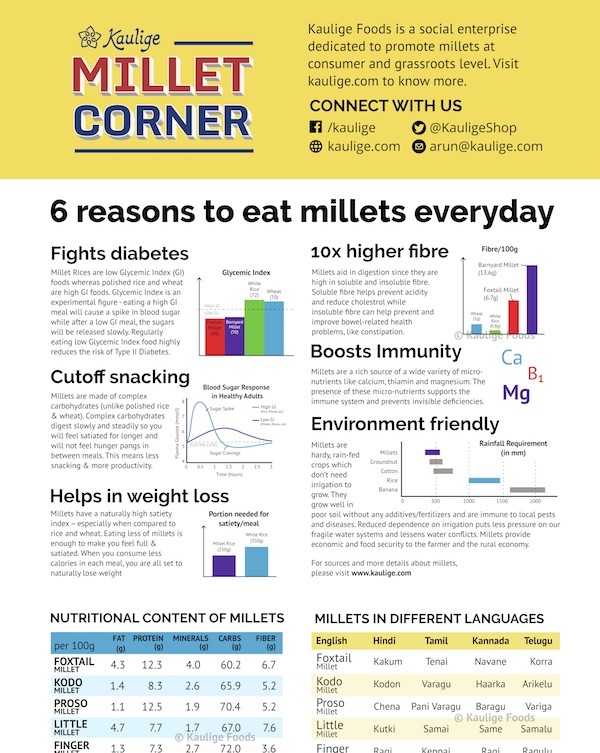 Kaulige
MILLET
CORNER
Kaulige Foods is a social enterprise
dedicated to promote millets at
consumer and grassroots level. Visit
kaulige.com to know more.
CONNECT WITH US
/kaulige
@KauligeShop
kaulige.com
arun@kaulige.com
6 reasons to eat millets everyday
Fights diabetes
Millet Rices are low Glycemic Index (GI)
foods whereas polished rice and wheat
are high GI foods. Glycemic Index is an
experimental figure - eating a high GI
meal will cause a spike in blood sugar
while after a low GI meal, the sugars
will be released slowly. Regularly
eating low Glycemic Index food highly
reduces the risk of Type II Diabetes.
Glycemic Index
HIGH GI
LOW GI
Barnyard
Millet
(50)
White
Rice
(72)
Wheat
(70)
Cutoff snacking
Millets are made of complex
carbohydrates (unlike polished rice
& wheat). Complex carbohydrates
digest slowly and steadily so you
will feel satiated for longer and
will not feel hunger pangs in
between meals. This means less
snacking & more productivity.
Blood Sugar Response
in Healthy Adults
Plasma Glucose (mmol/l)
Sugar Spike
High GI
Low GI
Sugar Cravings
0 0.5 1 1.5 2 2.5 3
Time (hours)
Helps in weight loss
Millets have a naturally high satiety
index – especially when compared to
rice and wheat. Eating less of millets is
enough to make you feel full &
satiated. When you consume less
calories in each meal, you are all set to
naturally lose weight
Portion needed for
satiety/meal
Millet Rice
(250g)
White Rice
(350g)
10x higher fibre
Millets aid in digestion since they are
high in soluble and insoluble fibre.
Soluble fibre helps prevent acidity
and reduce cholestrol while
insoluble fibre can help prevent and
improve bowel-related health
problems, like constipation.
Fibre/100g
Barnyard Millet
(13.6g)
Foxtail Millet
(6.7g)
Wheat
(2g)
White
Rice
© Kaulige Foods
Boosts Immunity
Millets are a rich source of a wide variety of micro-
nutrients like calcium, thiamin and magnesium. The
presence of these micro-nutrients supports the
immune system and prevents invisible deficiencies.
Ca
B1
Mg
Environment friendly
Millets are
hardy, rain-fed
crops which
don't need
irrigation to
grow. They
grow well in
poor soil without any additives/fertilizers and are immune to local pests
and diseases. Reduced dependence on irrigation puts less pressure on our
fragile water systems and lessens water conflicts. Millets provide
economic and food security to the farmer and the rural economy.
Rainfall Requirement
(in mm)
Millets
Groundnut
Cotton
Rice
Banana
0 500 1000 1500 2000
For sources and more details about millets,
please visit www.kaulige.com
NUTRITIONAL CONTENT OF MILLETS
per 100g FAT (g) PROTEIN (g) MINERALS (g) CARBS (g) FIBER (g)
FOXTAIL MILLET 4.3 12.3 4.0 60.2 6.7
KODO MILLET 1.4 8.3 2.6 65.9 5.2
PROSO MILLET 1.1 12.5 1.9 70.4 5.2
LITTLE MILLET 4.7 7.7 1.7 67.0 7.6
FINGER 1.3 7.3 2.7 72.0 3.6
© Kaulige Foods
MILLETS IN DIFFERENT LANGUAGES
English Hindi Tamil Kannada Telugu
Foxtail Millet Kakum Tenai Navane Korra
Kodo Millet Kodon Varagu Haarka Arikelu
Proso Millet Chena Pani Varagu Baragu Variga
Little Millet Kutki Samai Same Samalu
Finger Ragi Keppai Ragi Ragulu
© Kaulige Foods